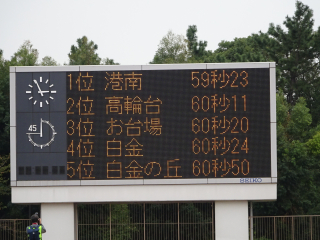 1位 港南 59秒23
2位 高輪台 60秒11
3位 お台場 60秒20
4位 白金 60秒24
5位 白金の丘 60秒50
45
SEIKO